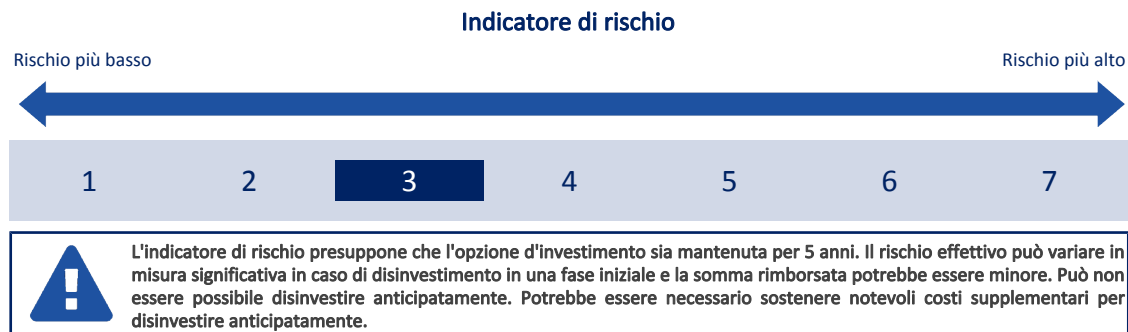 Indicatore di rischio
Rischio più basso
Rischio più alto
1 2 3 4 5 6 7
L'indicatore di rischio presuppone che l'opzione d'investimento sia mantenuta per 5 anni. Il rischio effettivo può variare in
misura significativa in caso di disinvestimento in una fase iniziale e la somma rimborsata potrebbe essere minore. Può non
essere possibile disinvestire anticipatamente. Potrebbe essere necessario sostenere notevoli costi supplementari per
disinvestire anticipatamente.